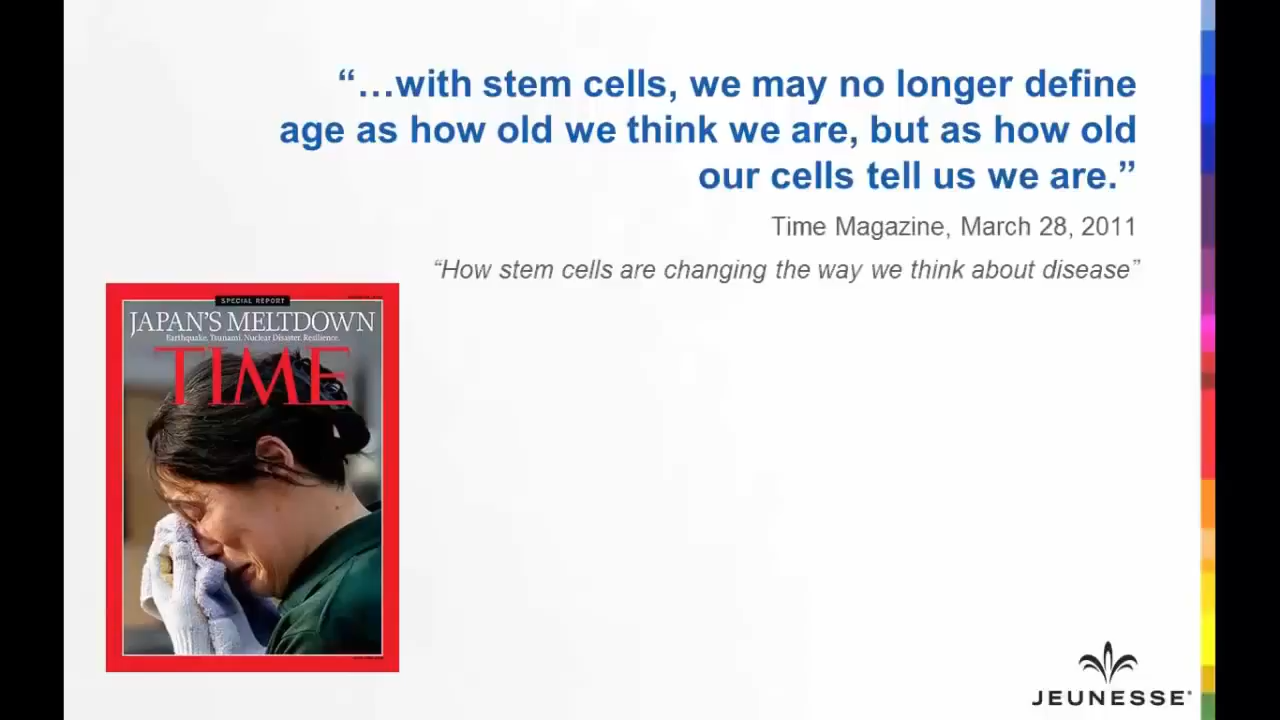 “…with stem cells, we may no longer define
age as how old we think we are, but as how old
our cells tell us we are.”
Time Magazine, March 28, 2011
“How stem cells are changing the way we think about disease”
SPECIAL REPORT
JAPAN'S MELTDOWN
Earthquake. Tsunami. Nuclear Disaster. Resilience.
TIME
JEUNESSE